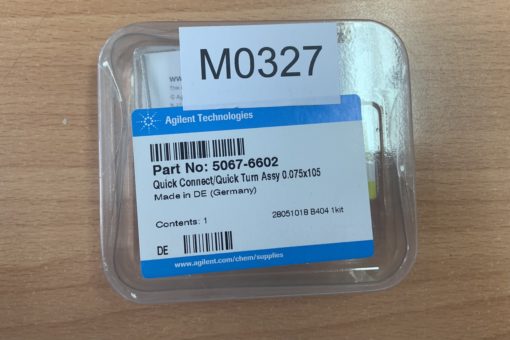 M0327
www
Agilent Technologies
Part No: 5067-6602
Quick Connect/Quick Turn Assy 0.075x105
Made in DE (Germany)
Contents: 1
28051018 B404 1kit
DE
www.agilent.com/chem/supplies